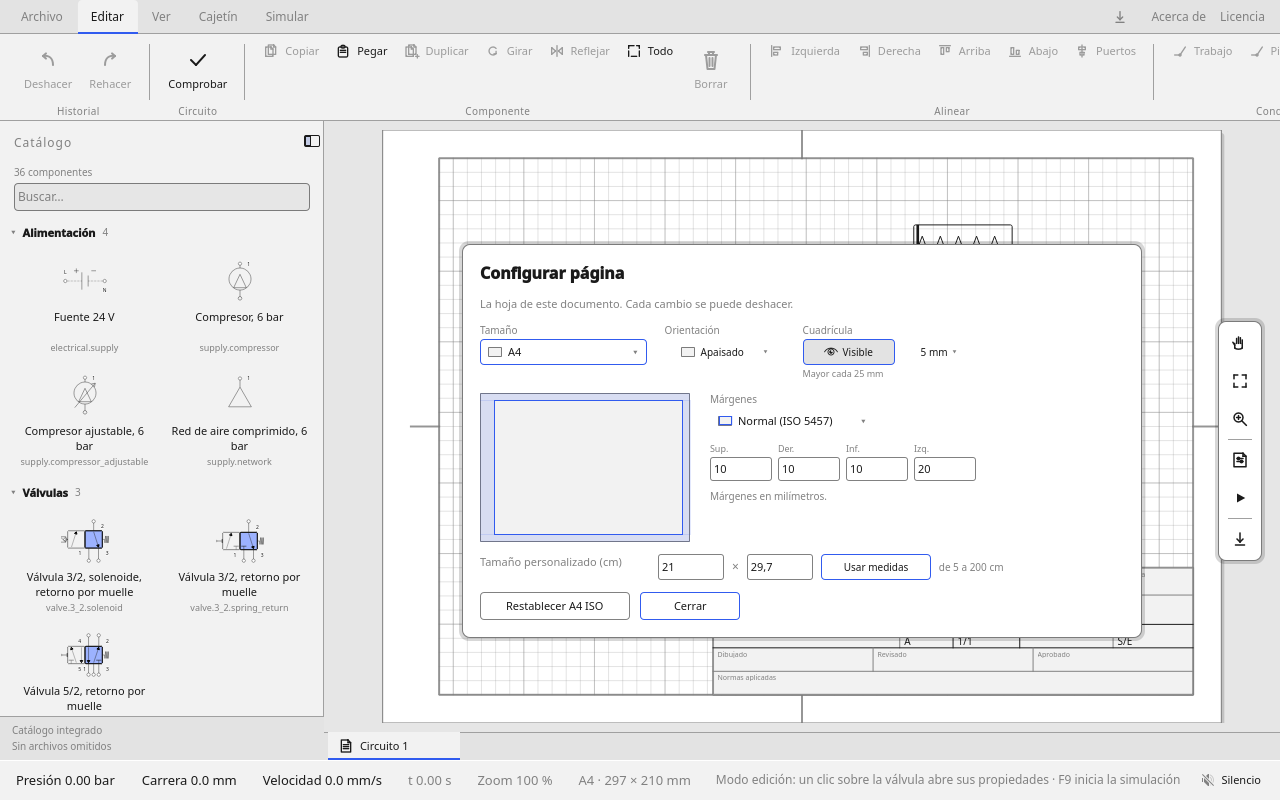 Archivo Editar Ver Cajetín Simular Acerca de Licencia
Deshacer Rehacer Comprobar Copiar Pegar Duplicar Girar Reflejar Todo Borrar Izquierda Derecha Arriba Abajo Puertos Trabajo
Historial Circuito Componente Alinear
Catálogo
36 componentes
Buscar...
Alimentación 4
Fuente 24 V
electrical.supply
Compresor, 6 bar
supply.compressor
Compresor ajustable, 6 bar
supply.compressor_adjustable
Red de aire comprimido, 6 bar
supply.network
Válvulas 3
Válvula 3/2, solenoide, retorno por muelle
valve.3_2.solenoid
Válvula 3/2, retorno por muelle
valve.3_2.spring_return
Válvula 5/2, retorno por muelle
Catálogo integrado
Sin archivos omitidos
Configurar página
La hoja de este documento. Cada cambio se puede deshacer.
Tamaño Orientación Cuadrícula
A4 Apaisado Visible 5 mm
Mayor cada 25 mm
Márgenes
Normal (ISO 5457)
Sup. Der. Inf. Izq.
10 10 10 20
Márgenes en milímetros.
Tamaño personalizado (cm) 21 × 29,7 Usar medidas de 5 a 200 cm
Restablecer A4 ISO Cerrar
A 1/1 S/E
Dibujado Revisado Aprobado
Normas aplicadas
Circuito 1
Presión 0.00 bar Carrera 0.0 mm Velocidad 0.0 mm/s t 0.00 s Zoom 100 % A4 · 297 × 210 mm Modo edición: un clic sobre la válvula abre sus propiedades · F9 inicia la simulación Silencio